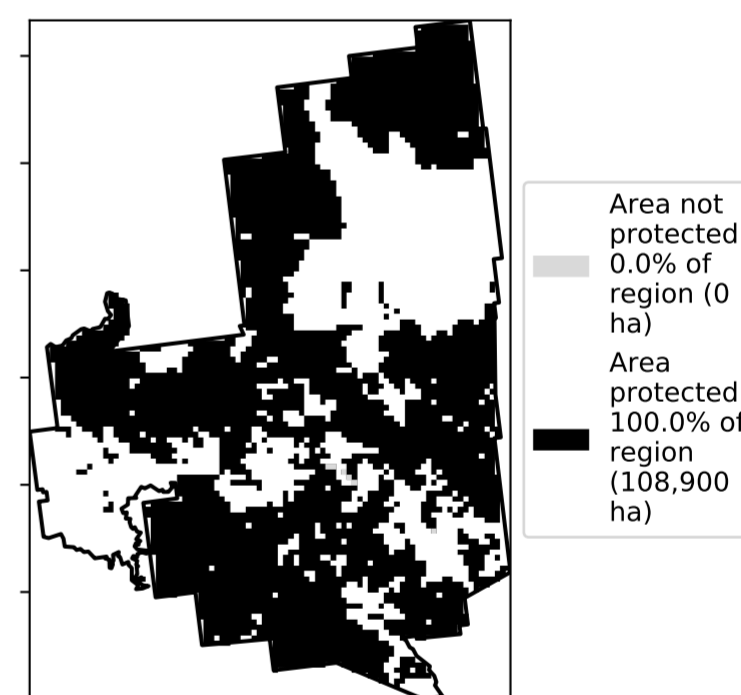 Area not
protected
0.0% of
region (0
ha)
Area
protected
100.0% of
region
(108,900
ha)